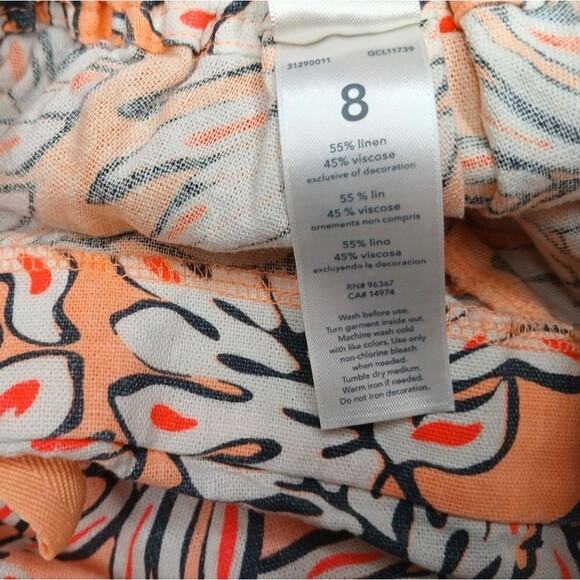 31290011 GCL11739
8
55% linen
45% viscose
exclusive of decoration
55 % lin
45 % viscose
ornements non compris
55% lino
45% viscosa
excluyendo la decoracion
RN# 96367
CA# 14974
Wash before use.
Turn garment inside out.
Machine wash cold
with like colors. Use only
non-chlorine bleach
when needed.
Tumble dry medium.
Warm iron if needed.
Do not iron decoration.